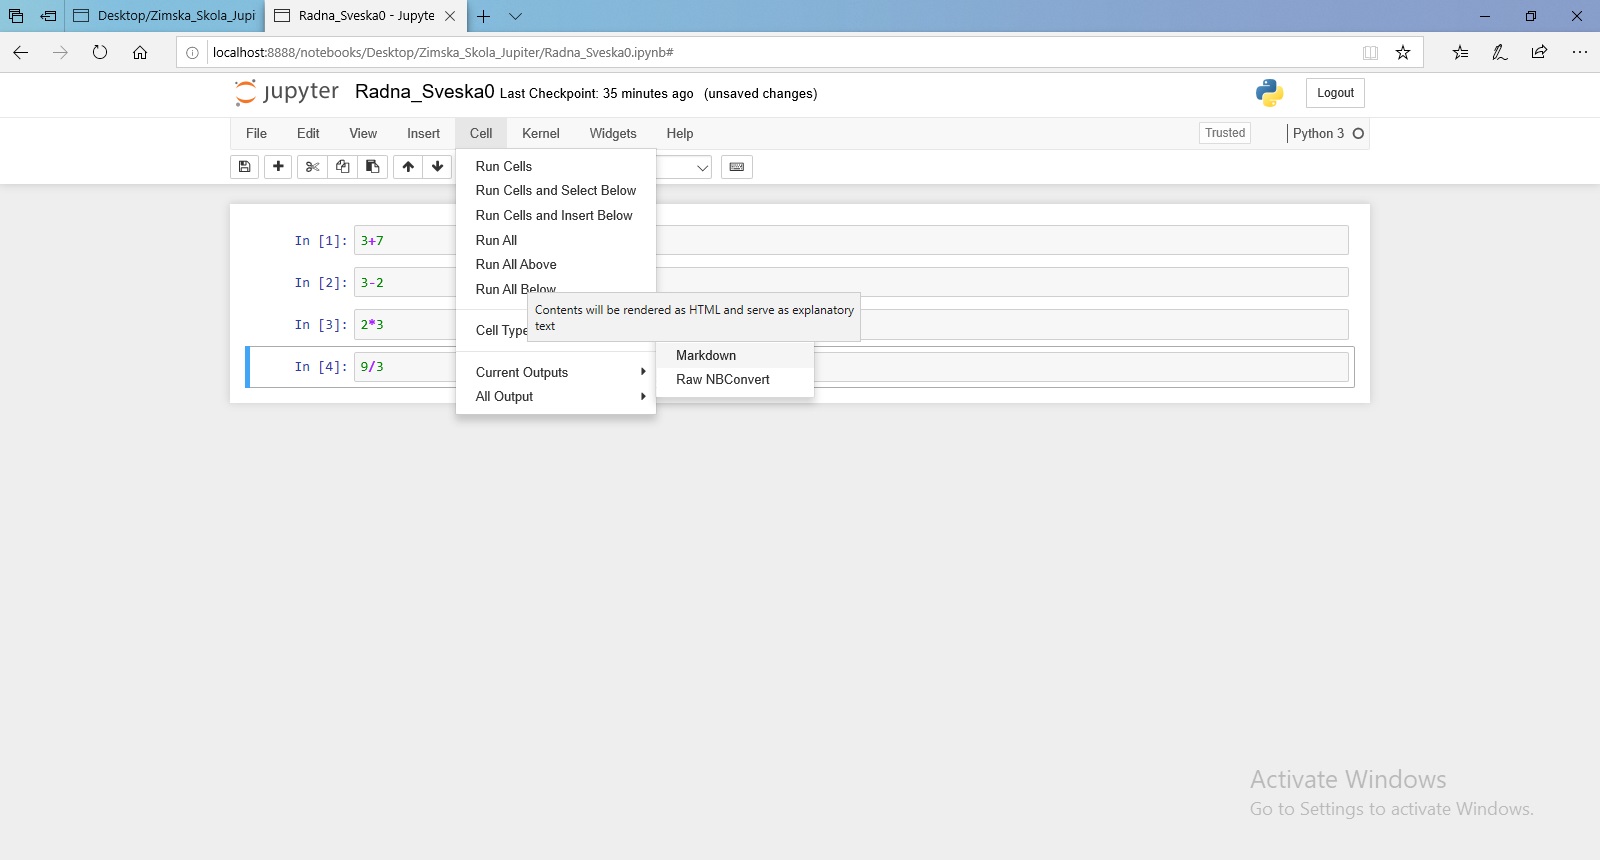 Desktop/Zimska_Skola_Jupi
Radna_Sveska0 - Jupyte
localhost:8888/notebooks/Desktop/Zimska_Skola_Jupiter/Radna_Sveska0.ipynb#
jupyter Radna_Sveska0 Last Checkpoint: 35 minutes ago (unsaved changes)
Logout
File Edit View Insert Cell Kernel Widgets Help
Trusted
Python 3
Run Cells
Run Cells and Select Below
Run Cells and Insert Below
Run All
Run All Above
Run All Below
Cell Type
Current Outputs
All Output
Contents will be rendered as HTML and serve as explanatory
text
Markdown
Raw NBConvert
In [1]: 3+7
In [2]: 3-2
In [3]: 2*3
In [4]: 9/3
Activate Windows
Go to Settings to activate Windows.